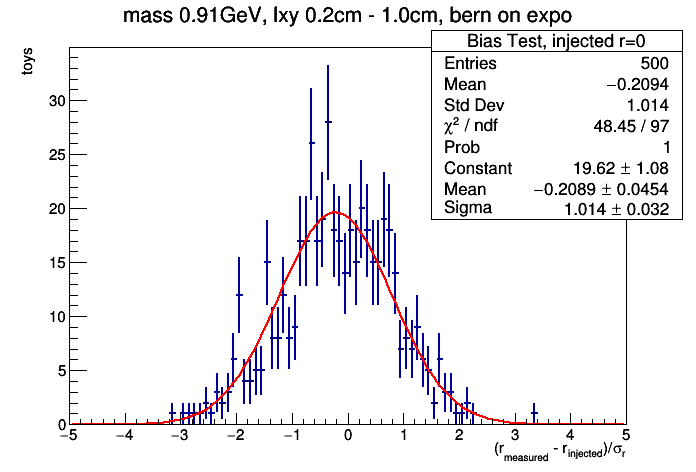 mass 0.91GeV, lxy 0.2cm - 1.0cm, bern on expo
Bias Test, injected r=0
Entries 500
Mean −0.2094
Std Dev 1.014
χ² / ndf 48.45 / 97
Prob 1
Constant 19.62 ± 1.08
Mean −0.2089 ± 0.0454
Sigma 1.014 ± 0.032
toys
30
25
20
15
10
5
0
−5 −4 −3 −2 −1 0 1 2 3 4 5
(r_measured - r_injected)/σ_r